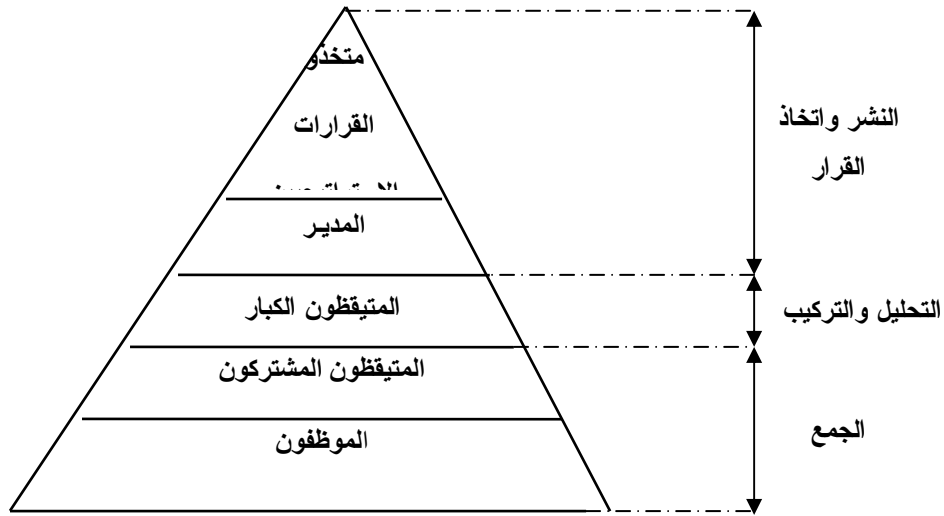 متخذو
القرارات
المديـر
المتيقظون الكبار
المتيقظون المشتركون
الموظفون
النشر واتخاذ
القرار
التحليل والتركيب
الجمع